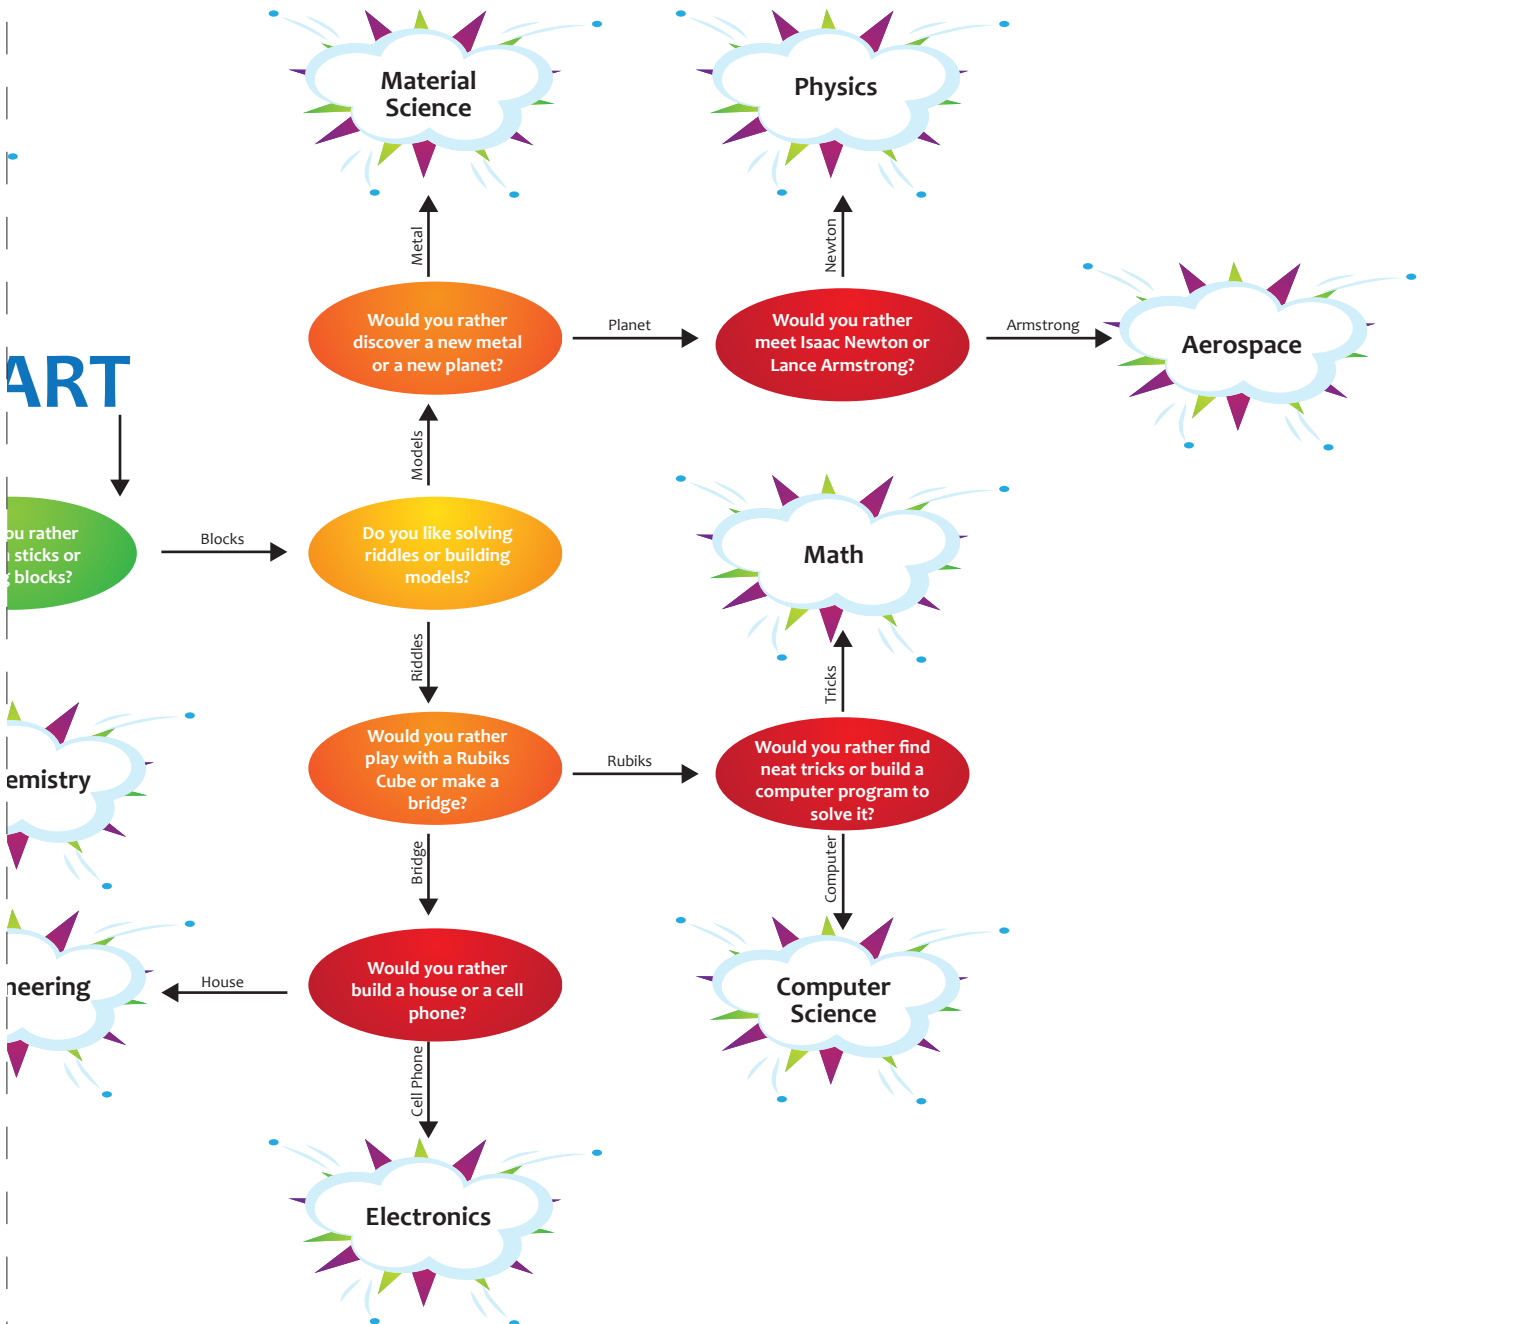 Material
Science
Physics
Metal
Newton
Would you rather
discover a new metal
or a new planet?
Planet
Would you rather
meet Isaac Newton or
Lance Armstrong?
Armstrong
Aerospace
ART
Models
ou rather
sticks or
blocks?
Blocks
Do you like solving
riddles or building
models?
Math
Riddles
Tricks
emistry
Would you rather
play with a Rubiks
Cube or make a
bridge?
Rubiks
Would you rather find
neat tricks or build a
computer program to
solve it?
Bridge
Computer
neering
House
Would you rather
build a house or a cell
phone?
Computer
Science
Cell Phone
Electronics